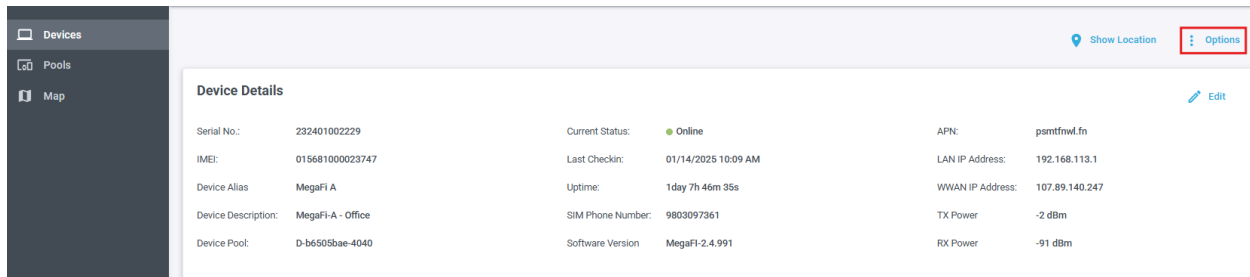 Devices
Pools
Map
Show Location
Options
Device Details
Edit
Serial No.: 232401002229 Current Status: Online APN: psmtfnwl.fn
IMEI: 015681000023747 Last Checkin: 01/14/2025 10:09 AM LAN IP Address: 192.168.113.1
Device Alias MegaFi A Uptime: 1day 7h 46m 35s WWAN IP Address: 107.89.140.247
Device Description: MegaFi-A - Office SIM Phone Number: 9803097361 TX Power -2 dBm
Device Pool: D-b6505bae-4040 Software Version MegaFI-2.4.991 RX Power -91 dBm